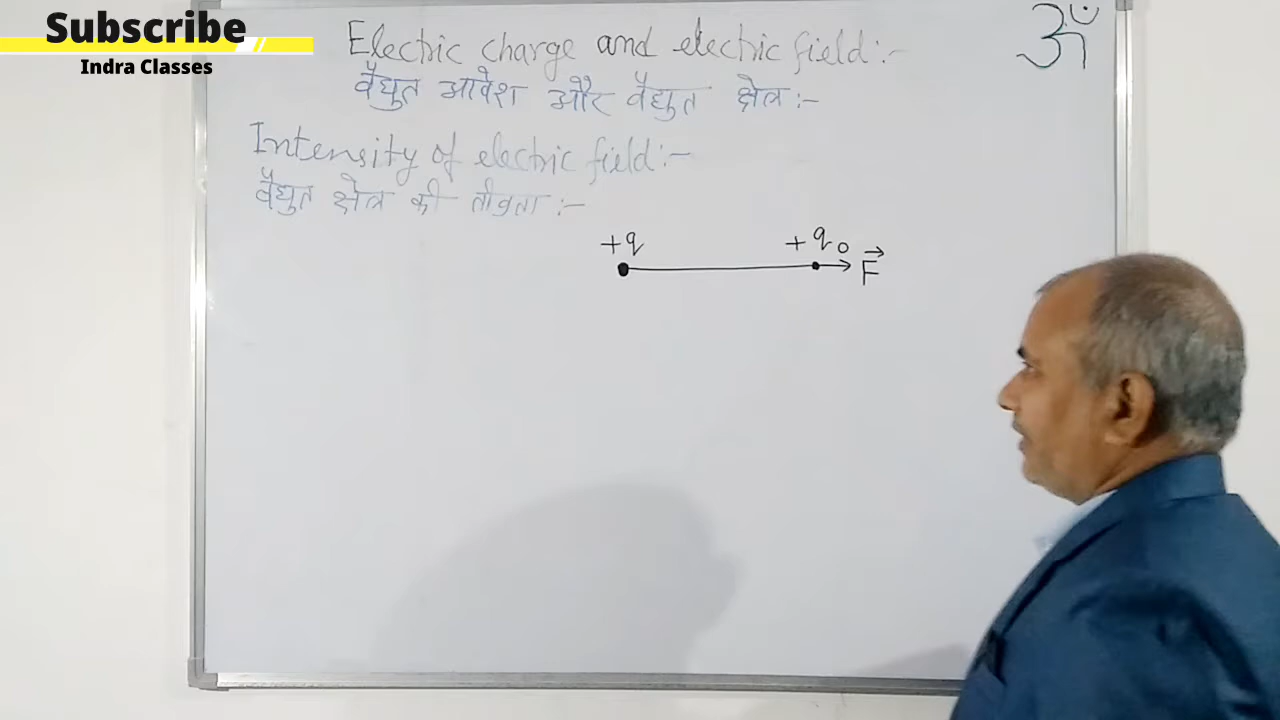 Subscribe
Indra Classes
Electric charge and electric field:-
वैद्युत आवेश और वैद्युत क्षेत्र:-
ॐ
Intensity of electric field:-
वैद्युत क्षेत्र की तीव्रता:-
+q +q₀ F⃗